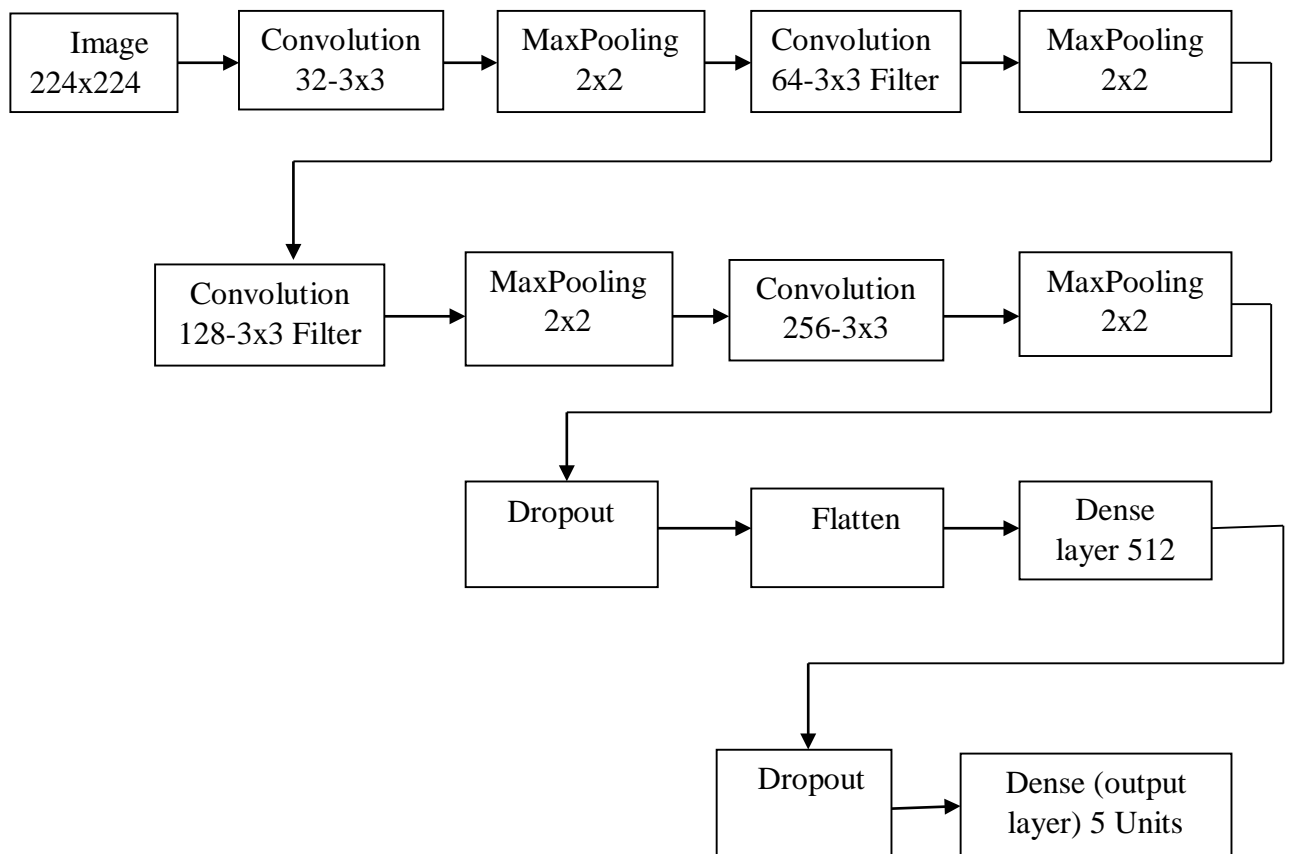 Image
224x224
Convolution
32-3x3
MaxPooling
2x2
Convolution
64-3x3 Filter
MaxPooling
2x2
Convolution
128-3x3 Filter
MaxPooling
2x2
Convolution
256-3x3
MaxPooling
2x2
Dropout
Flatten
Dense
layer 512
Dropout
Dense (output
layer) 5 Units